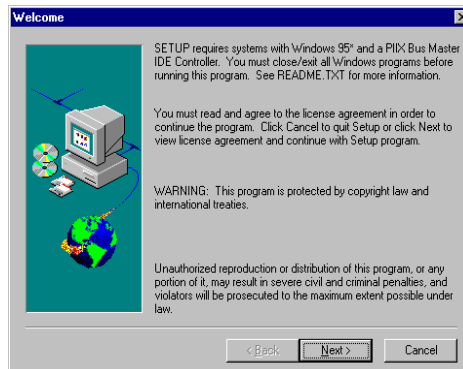 Welcome
SETUP requires systems with Windows 95* and a PIIX Bus Master
IDE Controller. You must close/exit all Windows programs before
running this program. See README.TXT for more information.
You must read and agree to the license agreement in order to
continue the program. Click Cancel to quit Setup or click Next to
view license agreement and continue with Setup program.
WARNING: This program is protected by copyright law and
international treaties.
Unauthorized reproduction or distribution of this program, or any
portion of it, may result in severe civil and criminal penalties, and
violators will be prosecuted to the maximum extent possible under
law.
< Back
Next >
Cancel